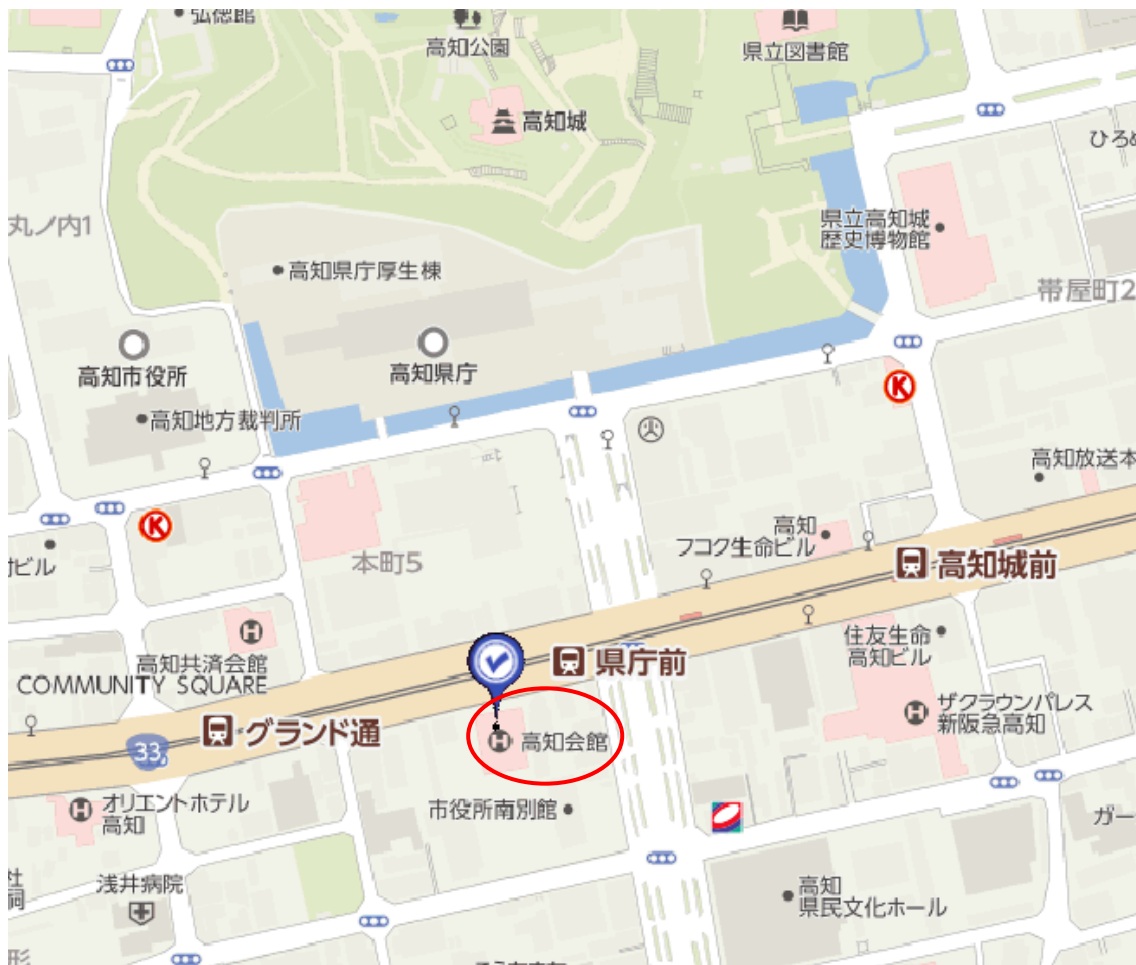 弘徳館
高知公園
県立図書館
高知城
ひろめ
丸ノ内1
県立高知城
歴史博物館
高知県庁厚生棟
帯屋町2
高知市役所
高知県庁
K
高知地方裁判所
高知放送本
K
高知
フコク生命ビル
ビル
本町5
高知城前
高知共済会館
COMMUNITY SQUARE
H
県庁前
住友生命
高知ビル
グランド通
33
H
高知会館
H
ザクラウンパレス
新阪急高知
H
オリエントホテル
高知
市役所南別館
ガー
社
浅井病院
高知
県民文化ホール
形